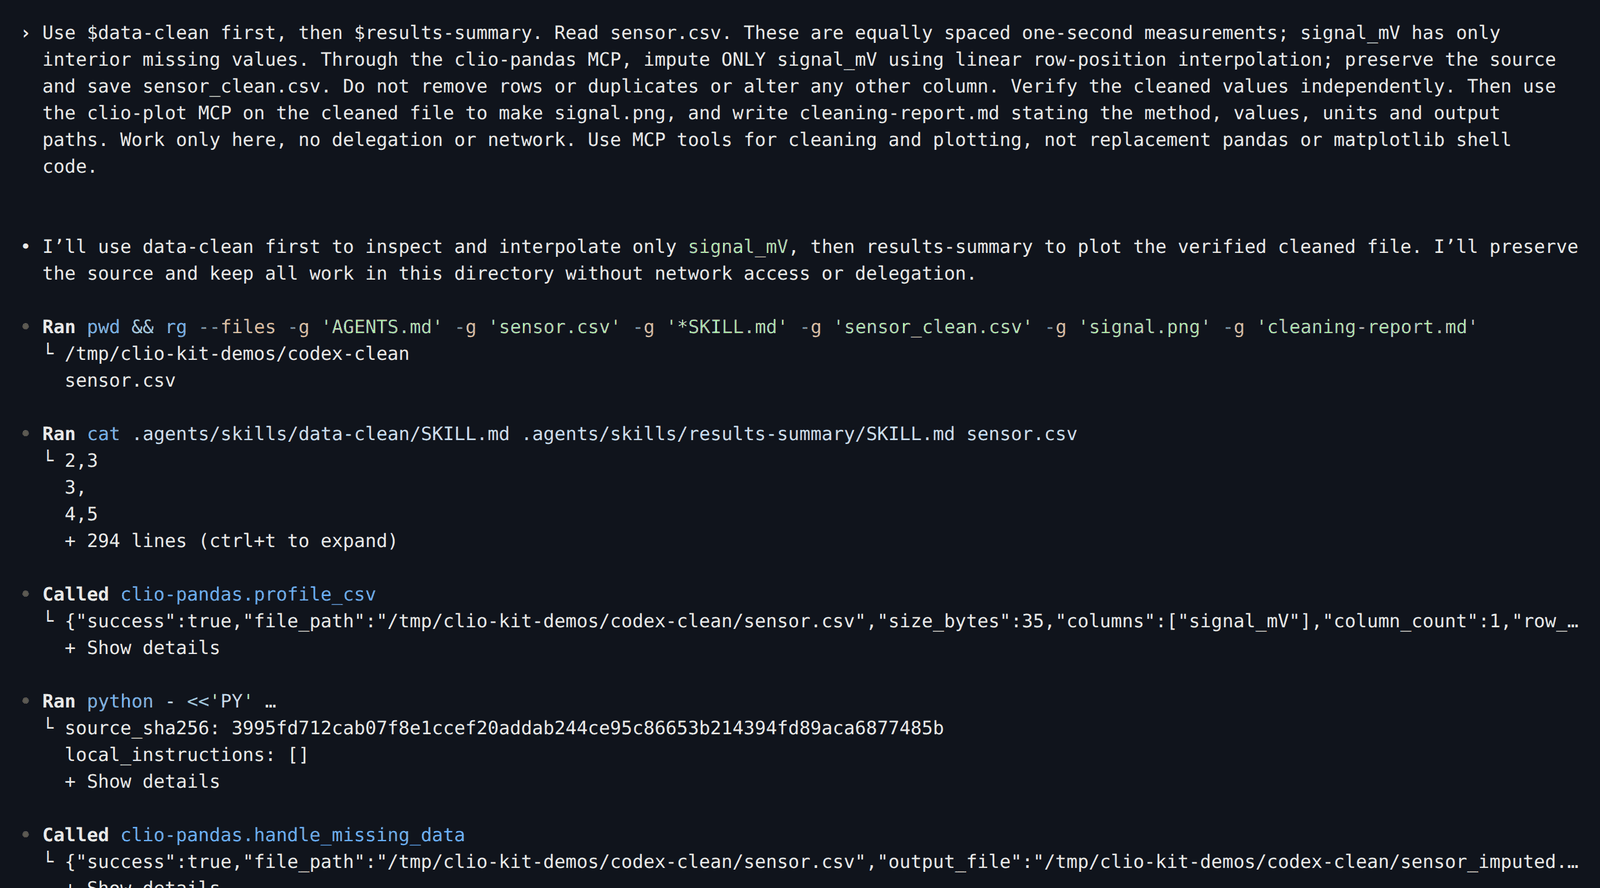 › Use $data-clean first, then $results-summary. Read sensor.csv. These are equally spaced one-second measurements; signal_mV has only
interior missing values. Through the clio-pandas MCP, impute ONLY signal_mV using linear row-position interpolation; preserve the source
and save sensor_clean.csv. Do not remove rows or duplicates or alter any other column. Verify the cleaned values independently. Then use
the clio-plot MCP on the cleaned file to make signal.png, and write cleaning-report.md stating the method, values, units and output
paths. Work only here, no delegation or network. Use MCP tools for cleaning and plotting, not replacement pandas or matplotlib shell
code.
• I’ll use data-clean first to inspect and interpolate only signal_mV, then results-summary to plot the verified cleaned file. I’ll preserve
the source and keep all work in this directory without network access or delegation.
• Ran pwd && rg --files -g 'AGENTS.md' -g 'sensor.csv' -g '*SKILL.md' -g 'sensor_clean.csv' -g 'signal.png' -g 'cleaning-report.md'
└ /tmp/clio-kit-demos/codex-clean
sensor.csv
• Ran cat .agents/skills/data-clean/SKILL.md .agents/skills/results-summary/SKILL.md sensor.csv
└ 2,3
3,
4,5
+ 294 lines (ctrl+t to expand)
• Called clio-pandas.profile_csv
└ {"success":true,"file_path":"/tmp/clio-kit-demos/codex-clean/sensor.csv","size_bytes":35,"columns":["signal_mV"],"column_count":1,"row_…
+ Show details
• Ran python - <<'PY' …
└ source_sha256: 3995fd712cab07f8e1ccef20addab244ce95c86653b214394fd89aca6877485b
local_instructions: []
+ Show details
• Called clio-pandas.handle_missing_data
└ {"success":true,"file_path":"/tmp/clio-kit-demos/codex-clean/sensor.csv","output_file":"/tmp/clio-kit-demos/codex-clean/sensor_imputed.…
+ Show details